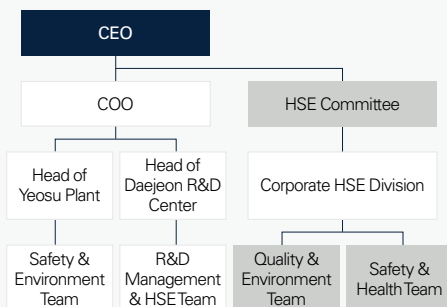 CEO
COO
HSE Committee
Head of
Yeosu Plant
Head of
Daejeon R&D
Center
Corporate HSE Division
Safety &
Environment
Team
R&D
Management
& HSE Team
Quality &
Environment
Team
Safety &
Health Team